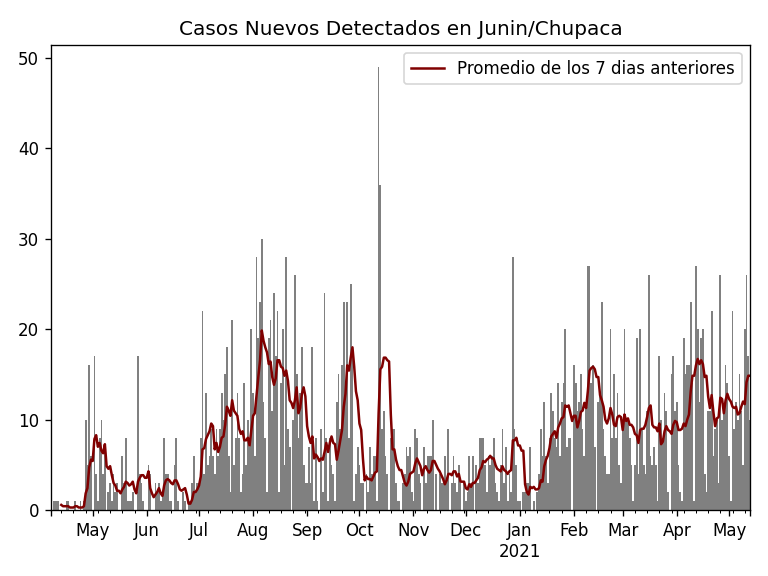 Casos Nuevos Detectados en Junin/Chupaca
Promedio de los 7 dias anteriores
50
40
30
20
10
0
May Jun Jul Aug Sep Oct Nov Dec Jan Feb Mar Apr May
2021